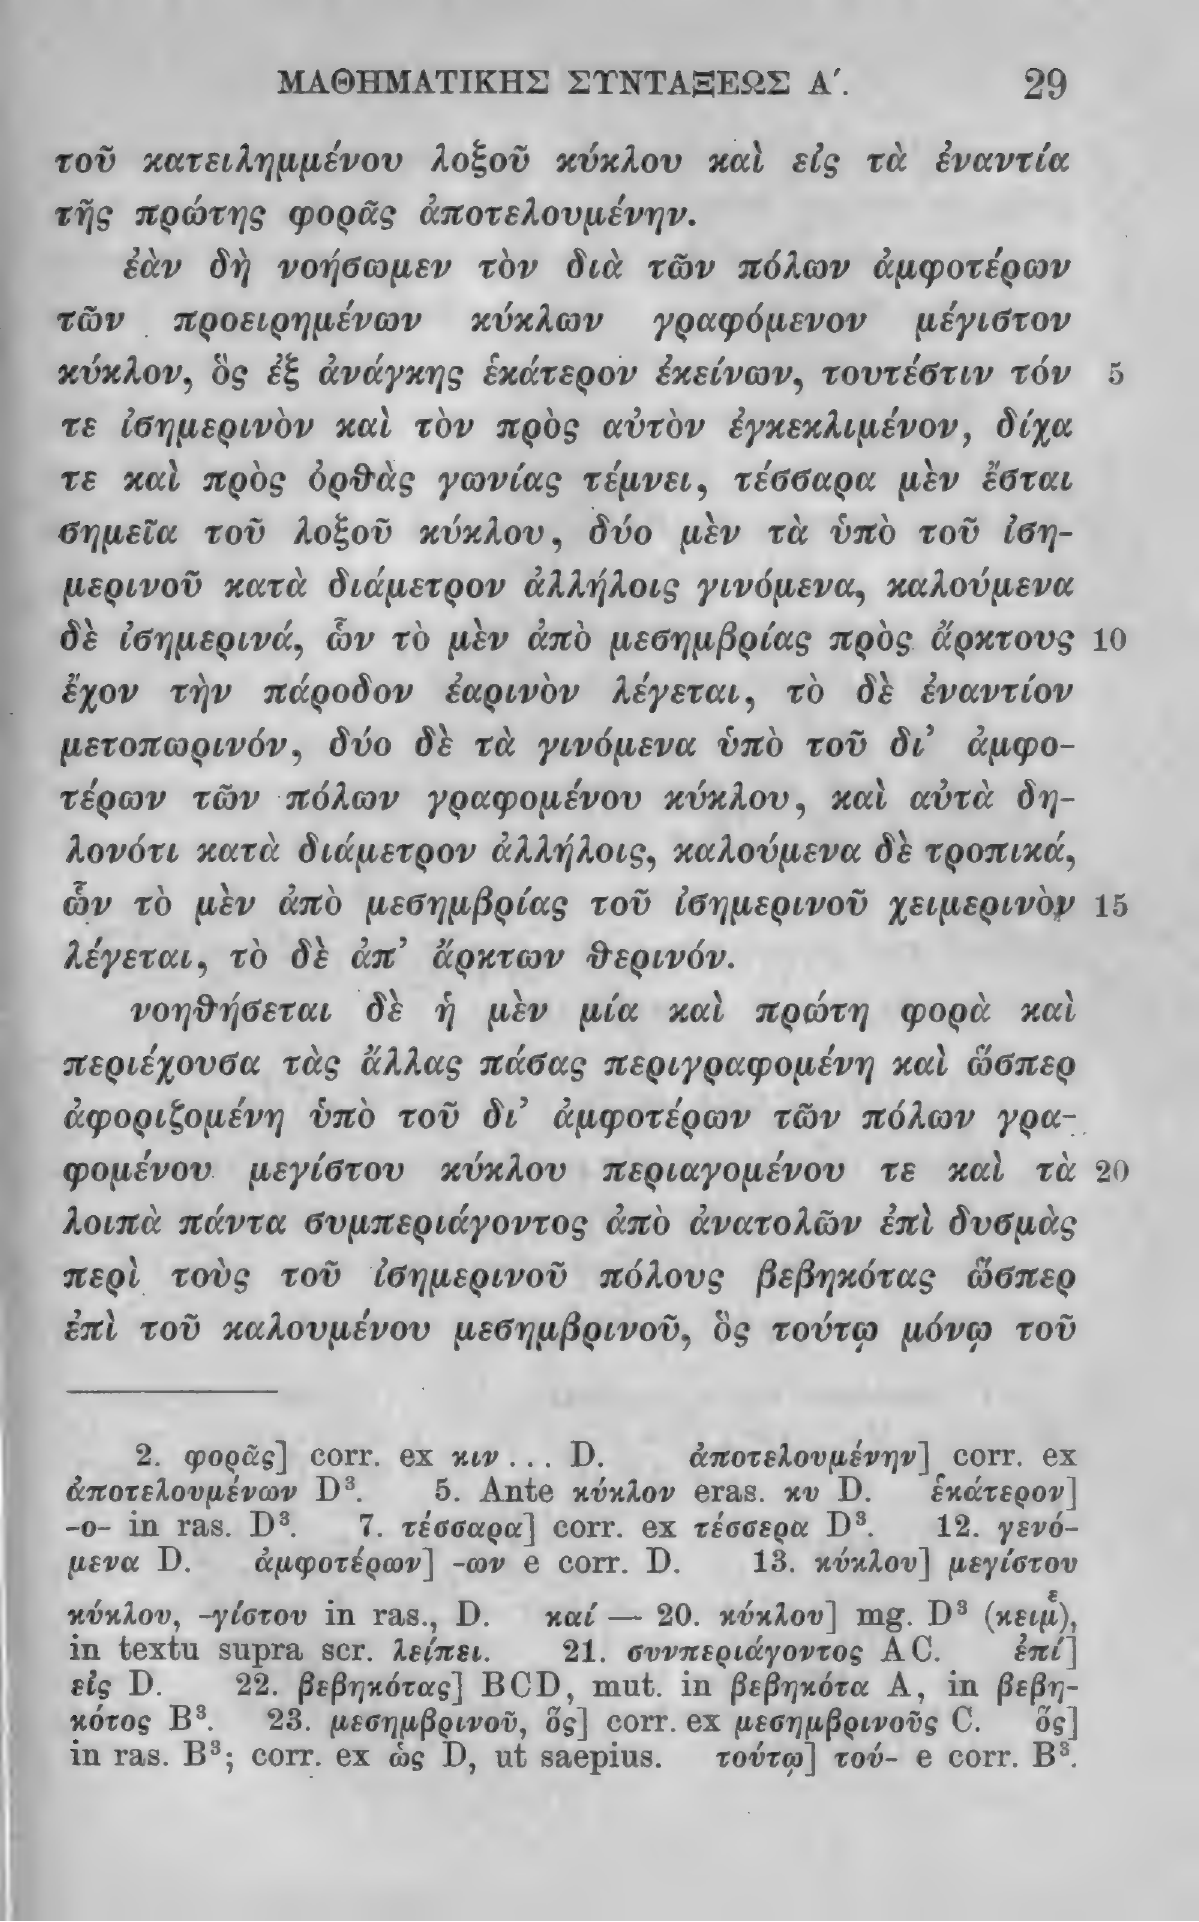 ΜΑΘΗΜΑΤΙΚΗΣ ΣΥΝΤΑΞΕΩΣ Α΄. 29
τοῦ κατειλημμένου λοξοῦ κύκλου καὶ εἰς τὰ ἐναντία
τῆς πρώτης φορᾶς ἀποτελουμένην.
ἐὰν δὴ νοήσωμεν τὸν διὰ τῶν πόλων ἀμφοτέρων
τῶν προειρημένων κύκλων γραφόμενον μέγιστον
κύκλον, ὃς ἐξ ἀνάγκης ἑκάτερον ἐκείνων, τουτέστιν τόν 5
τε ἰσημερινὸν καὶ τὸν πρὸς αὐτὸν ἐγκεκλιμένον, δίχα
τε καὶ πρὸς ὀρθὰς γωνίας τέμνει, τέσσαρα μὲν ἔσται
σημεῖα τοῦ λοξοῦ κύκλου, δύο μὲν τὰ ὑπὸ τοῦ ἰση-
μερινοῦ κατὰ διάμετρον ἀλλήλοις γινόμενα, καλούμενα
δὲ ἰσημερινά, ὧν τὸ μὲν ἀπὸ μεσημβρίας πρὸς ἄρκτους 10
ἔχον τὴν πάροδον ἐαρινὸν λέγεται, τὸ δὲ ἐναντίον
μετοπωρινόν, δύο δὲ τὰ γινόμενα ὑπὸ τοῦ δι’ ἀμφο-
τέρων τῶν πόλων γραφομένου κύκλου, καὶ αὐτὰ δη-
λονότι κατὰ διάμετρον ἀλλήλοις, καλούμενα δὲ τροπικά,
ὧν τὸ μὲν ἀπὸ μεσημβρίας τοῦ ἰσημερινοῦ χειμερινὸν 15
λέγεται, τὸ δὲ ἀπ’ ἄρκτων θερινόν.
νοηθήσεται δὲ ἡ μὲν μία καὶ πρώτη φορὰ καὶ
περιέχουσα τὰς ἄλλας πάσας περιγραφομένη καὶ ὥσπερ
ἀφοριζομένη ὑπὸ τοῦ δι’ ἀμφοτέρων τῶν πόλων γρα-
φομένου μεγίστου κύκλου περιαγομένου τε καὶ τὰ 20
λοιπὰ πάντα συμπεριάγοντος ἀπὸ ἀνατολῶν ἐπὶ δυσμὰς
περὶ τοὺς τοῦ ἰσημερινοῦ πόλους βεβηκότας ὥσπερ
ἐπὶ τοῦ καλουμένου μεσημβρινοῦ, ὃς τούτῳ μόνῳ τοῦ
2. φορᾶς] corr. ex κιν... D. ἀποτελουμένην] corr. ex
ἀποτελουμένων D³. 5. Ante κύκλον eras. κυ D. ἑκάτερον]
-ο- in ras. D³. 7. τέσσαρα] corr. ex τέσσερα D³. 12. γενό-
μενα D. ἀμφοτέρων] -ων e corr. D. 13. κύκλου] μεγίστου
κύκλου, -γίστου in ras., D. καί — 20. κύκλου] mg. D³ (κειμ̊ε),
in textu supra scr. λείπει. 21. συνπεριάγοντος AC. ἐπί]
εἰς D. 22. βεβηκότας] BCD, mut. in βεβηκότα A, in βεβη-
κότος B³. 23. μεσημβρινοῦ, ὅς] corr. ex μεσημβρινοῦς C. ὅς]
in ras. B³; corr. ex ὡς D, ut saepius. τούτῳ] τού- e corr. B³.